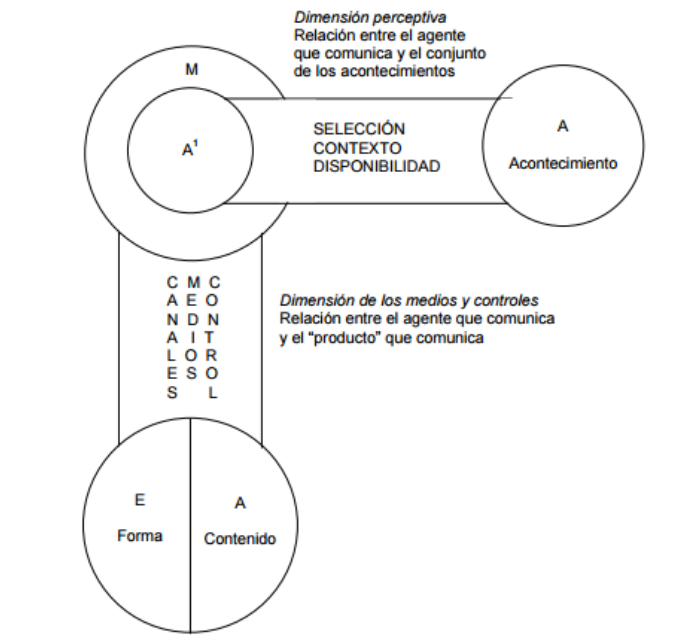 Dimensión perceptiva
Relación entre el agente
que comunica y el conjunto
de los acontecimientos
M
A¹
SELECCIÓN
CONTEXTO
DISPONIBILIDAD
A
Acontecimiento
C M C
A E O
N D N
A I T
L O R
E S O
S L
Dimensión de los medios y controles
Relación entre el agente que comunica
y el “producto” que comunica
E
Forma
A
Contenido